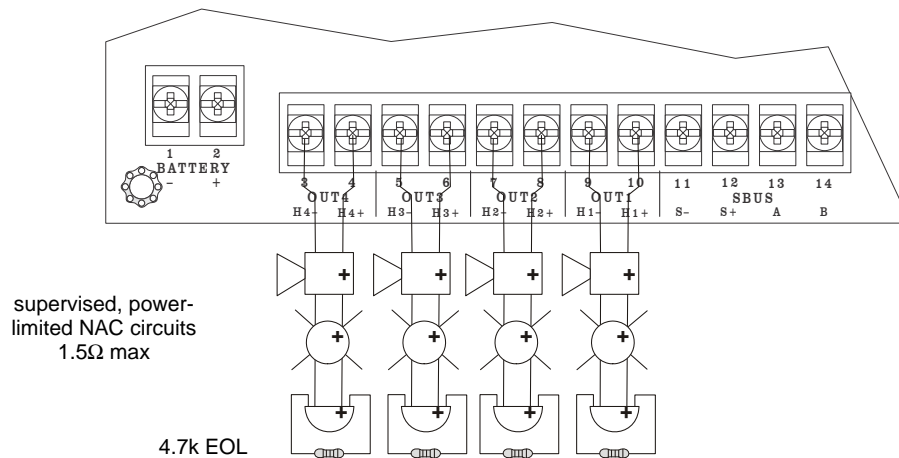 1 2
BATTERY
- +
3 4 5 6 7 8 9 10 11 12 13 14
OUT4 OUT3 OUT2 OUT1 SBUS
H4- H4+ H3- H3+ H2- H2+ H1- H1+ S- S+ A B
+ + + +
supervised, power-
limited NAC circuits
1.5Ω max
+ + + +
+ + + +
4.7k EOL